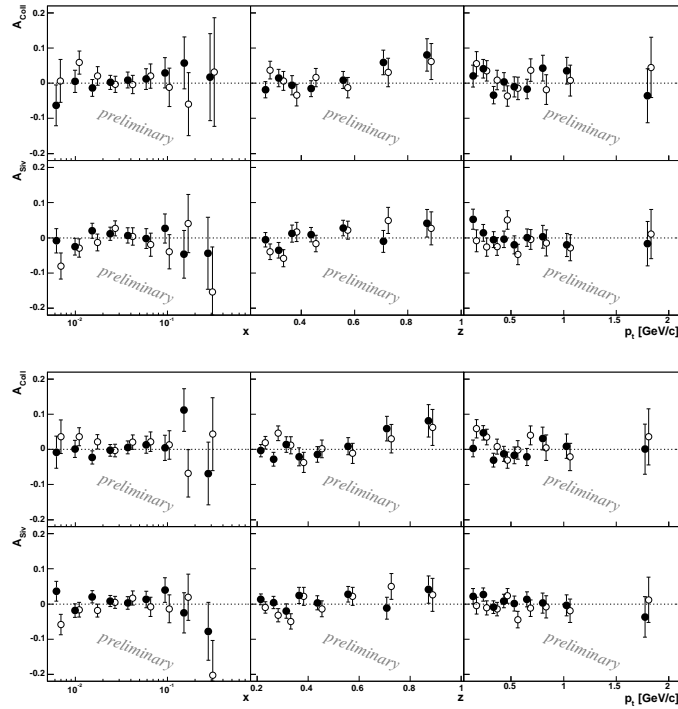 A_Coll
0.2
0.1
0
-0.1
-0.2
preliminary
preliminary
preliminary
A_Siv
0.1
0
-0.1
-0.2
preliminary
preliminary
preliminary
10⁻² 10⁻¹ 0.4 0.6 0.8 1 0.5 1 1.5 2
x z p_t [GeV/c]
A_Coll
0.2
0.1
0
-0.1
-0.2
preliminary
preliminary
preliminary
A_Siv
0.1
0
-0.1
-0.2
preliminary
preliminary
preliminary
10⁻² 10⁻¹ 0.2 0.4 0.6 0.8 1 0.5 1 1.5 2
x z p_t [GeV/c]